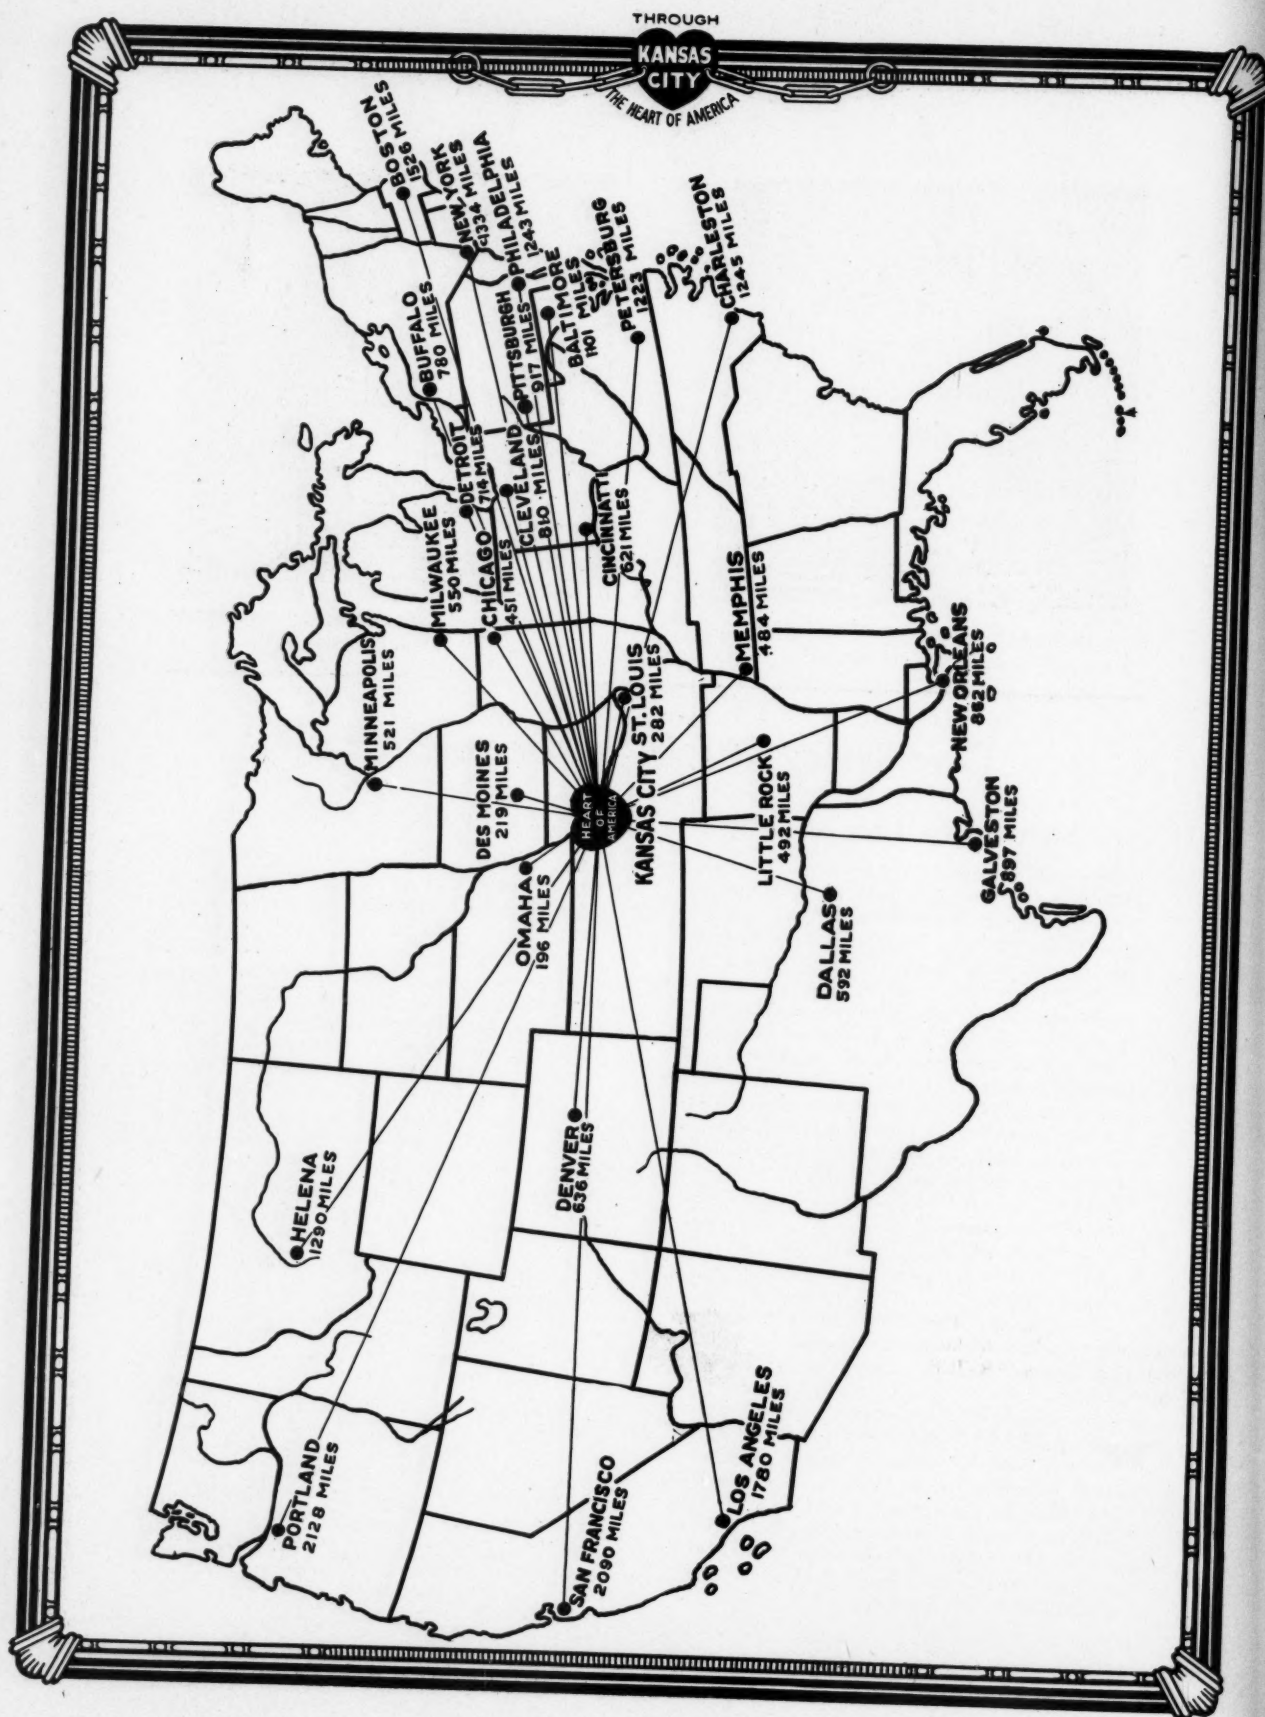 THROUGH
KANSAS
CITY
THE HEART OF AMERICA
BOSTON
1526 MILES
NEW YORK
1334 MILES
PHILADELPHIA
1243 MILES
BALTIMORE
1101 MILES
PETERSBURG
1223 MILES
CHARLESTON
1245 MILES
BUFFALO
780 MILES
PITTSBURGH
917 MILES
DETROIT
714 MILES
CLEVELAND
810 MILES
CINCINNATTI
621 MILES
MILWAUKEE
550 MILES
CHICAGO
451 MILES
MEMPHIS
484 MILES
NEW ORLEANS
862 MILES
MINNEAPOLIS
521 MILES
ST. LOUIS
282 MILES
DES MOINES
219 MILES
HEART
OF
AMERICA
KANSAS CITY
LITTLE ROCK
492 MILES
GALVESTON
897 MILES
OMAHA
196 MILES
DALLAS
592 MILES
DENVER
636 MILES
HELENA
1290 MILES
PORTLAND
2128 MILES
SAN FRANCISCO
2090 MILES
LOS ANGELES
1780 MILES